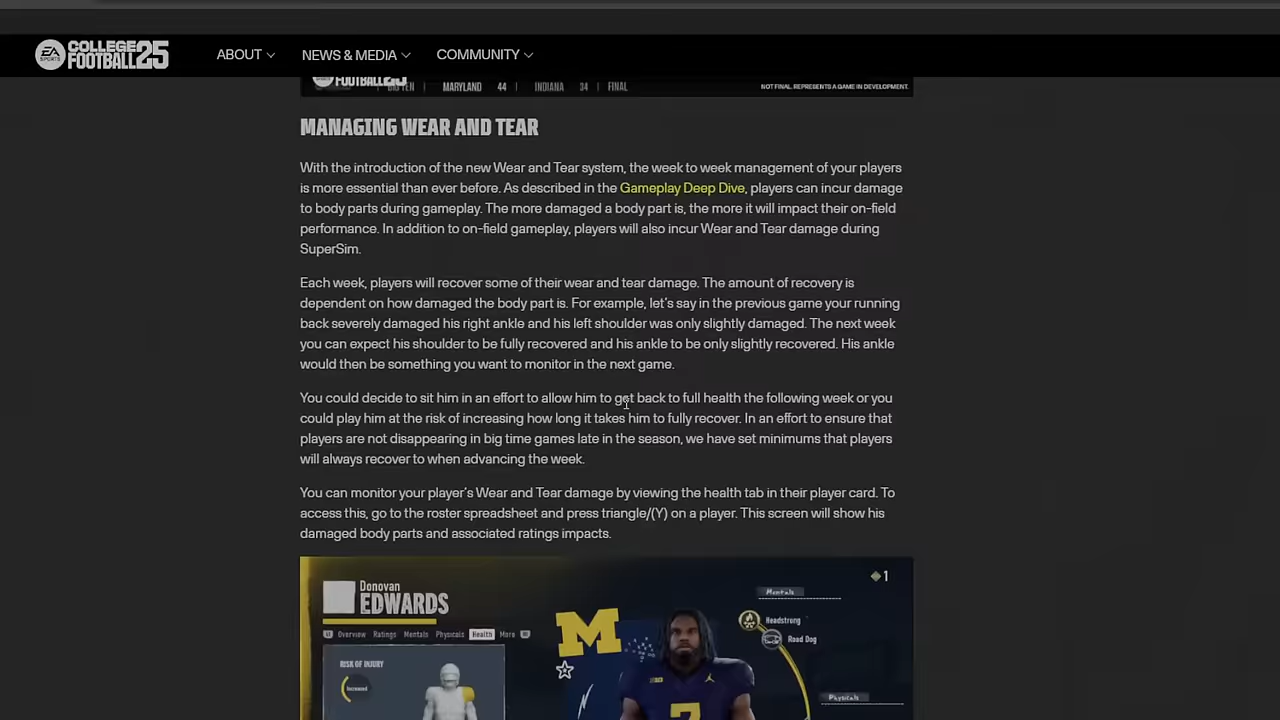 EA SPORTS COLLEGE FOOTBALL 25
ABOUT NEWS & MEDIA COMMUNITY
FOOTBALL 25 BIG TEN MARYLAND 44 INDIANA 34 FINAL NOT FINAL. REPRESENTS A GAME IN DEVELOPMENT.
MANAGING WEAR AND TEAR
With the introduction of the new Wear and Tear system, the week to week management of your players
is more essential than ever before. As described in the Gameplay Deep Dive, players can incur damage
to body parts during gameplay. The more damaged a body part is, the more it will impact their on-field
performance. In addition to on-field gameplay, players will also incur Wear and Tear damage during
SuperSim.
Each week, players will recover some of their wear and tear damage. The amount of recovery is
dependent on how damaged the body part is. For example, let's say in the previous game your running
back severely damaged his right ankle and his left shoulder was only slightly damaged. The next week
you can expect his shoulder to be fully recovered and his ankle to be only slightly recovered. His ankle
would then be something you want to monitor in the next game.
You could decide to sit him in an effort to allow him to get back to full health the following week or you
could play him at the risk of increasing how long it takes him to fully recover. In an effort to ensure that
players are not disappearing in big time games late in the season, we have set minimums that players
will always recover to when advancing the week.
You can monitor your player's Wear and Tear damage by viewing the health tab in their player card. To
access this, go to the roster spreadsheet and press triangle/(Y) on a player. This screen will show his
damaged body parts and associated ratings impacts.
Donovan
EDWARDS
1
Overview Ratings Mentals Physicals Health More
Mentals
Headstrong
Road Dog
RISK OF INJURY
Increased
M
Physicals
7